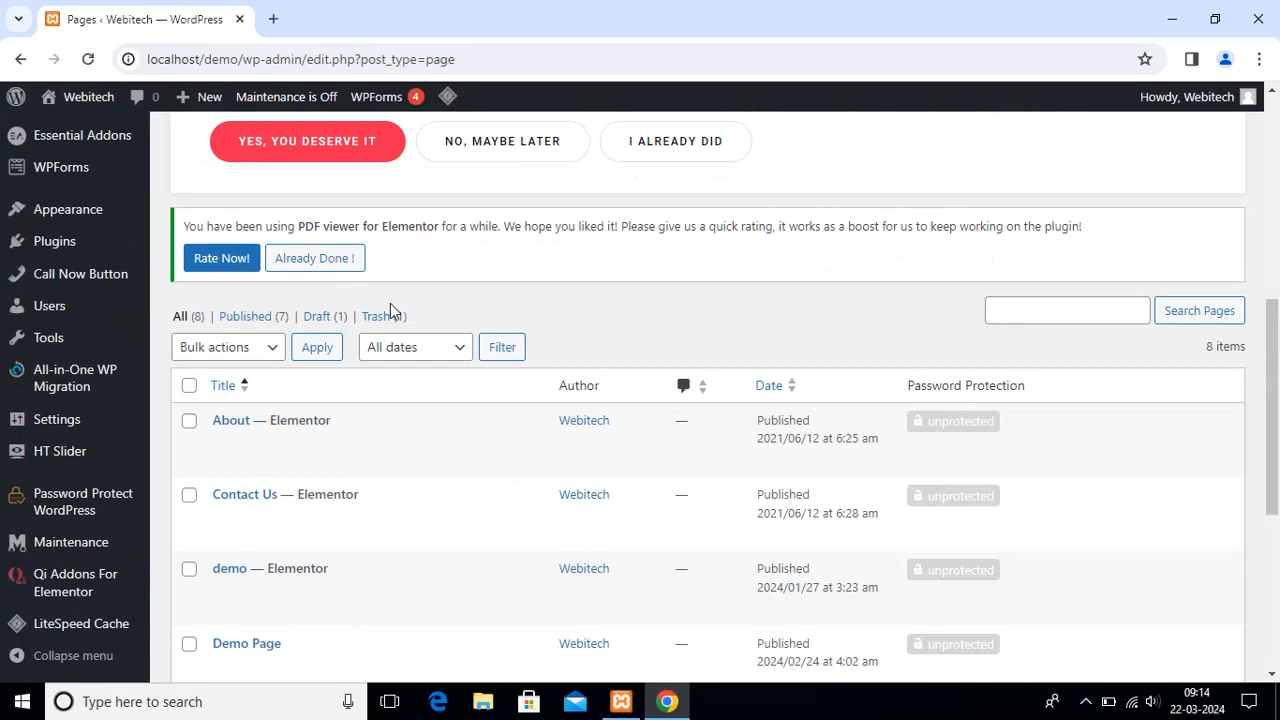 Pages ‹ Webitech — WordPress
localhost/demo/wp-admin/edit.php?post_type=page
Webitech 0 New Maintenance is Off WPForms 4 Howdy, Webitech
Essential Addons
WPForms
Appearance
Plugins
Call Now Button
Users
Tools
All-in-One WP
Migration
Settings
HT Slider
Password Protect
WordPress
Maintenance
Qi Addons For
Elementor
LiteSpeed Cache
Collapse menu
YES, YOU DESERVE IT NO, MAYBE LATER I ALREADY DID
You have been using PDF viewer for Elementor for a while. We hope you liked it! Please give us a quick rating, it works as a boost for us to keep working on the plugin!
Rate Now! Already Done !
All (8) | Published (7) | Draft (1) | Trash
Search Pages
Bulk actions Apply All dates Filter 8 items
Title Author Date Password Protection
About — Elementor Webitech — Published unprotected
2021/06/12 at 6:25 am
Contact Us — Elementor Webitech — Published unprotected
2021/06/12 at 6:28 am
demo — Elementor Webitech — Published unprotected
2024/01/27 at 3:23 am
Demo Page Webitech — Published unprotected
2024/02/24 at 4:02 am
Type here to search
09:14
22-03-2024